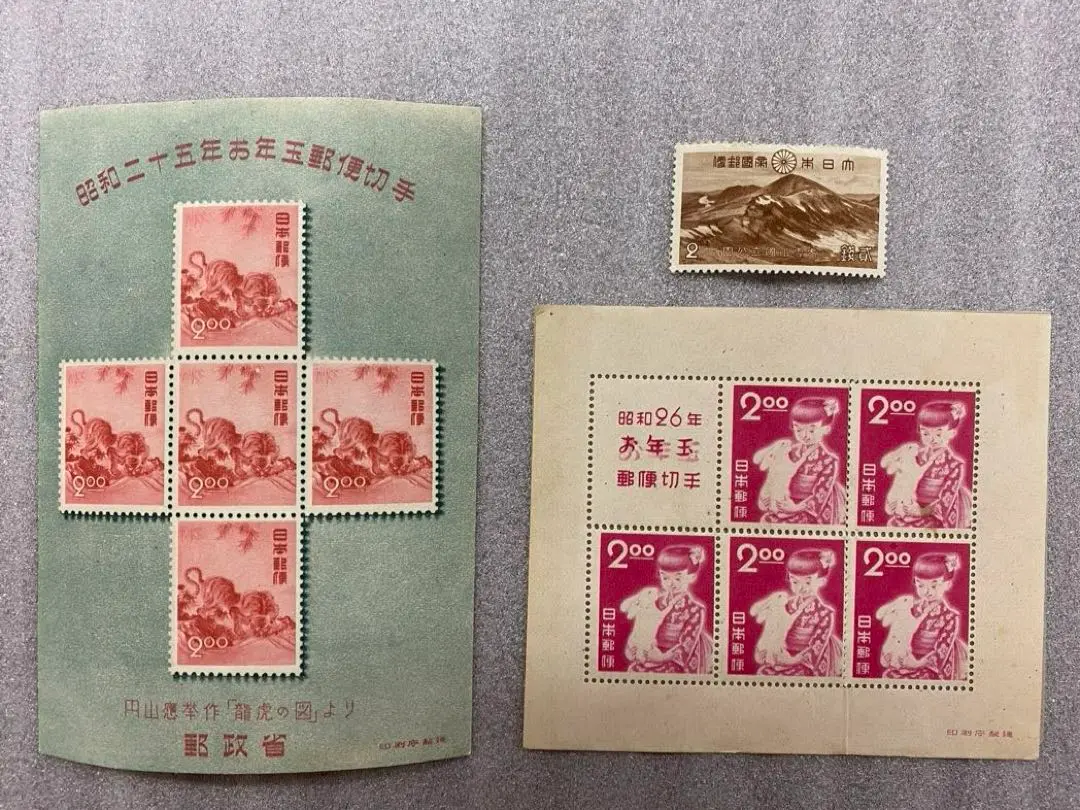 昭和二十五年お年玉郵便切手
日本郵便
2.00
日本郵便
2.00
日本郵便
2.00
日本郵便
2.00
日本郵便
2.00
円山應挙作「龍虎の図」より
郵政省
印刷庁製造
便郵國帝本日大
2
錢貳
昭和26年
お年玉
郵便切手
2.00
日本郵便
2.00
日本郵便
2.00
日本郵便
2.00
日本郵便
2.00
日本郵便
印刷庁製造